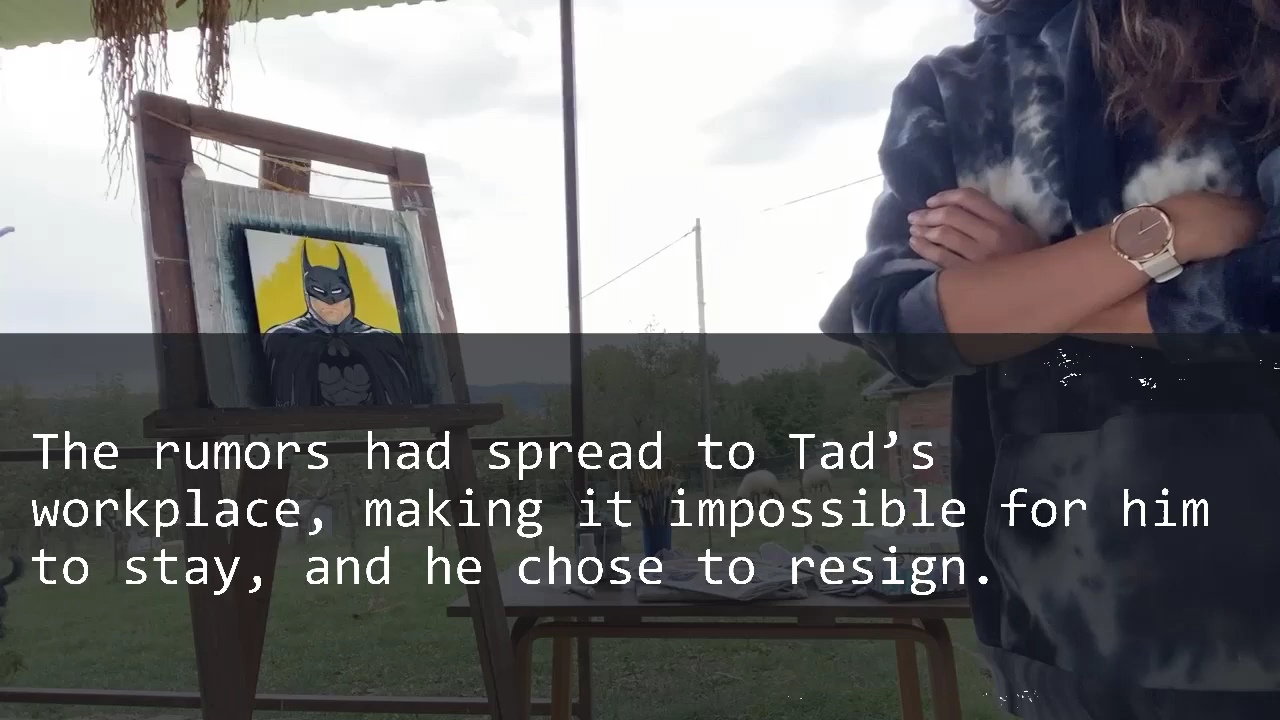 The rumors had spread to Tad’s
workplace, making it impossible for him
to stay, and he chose to resign.